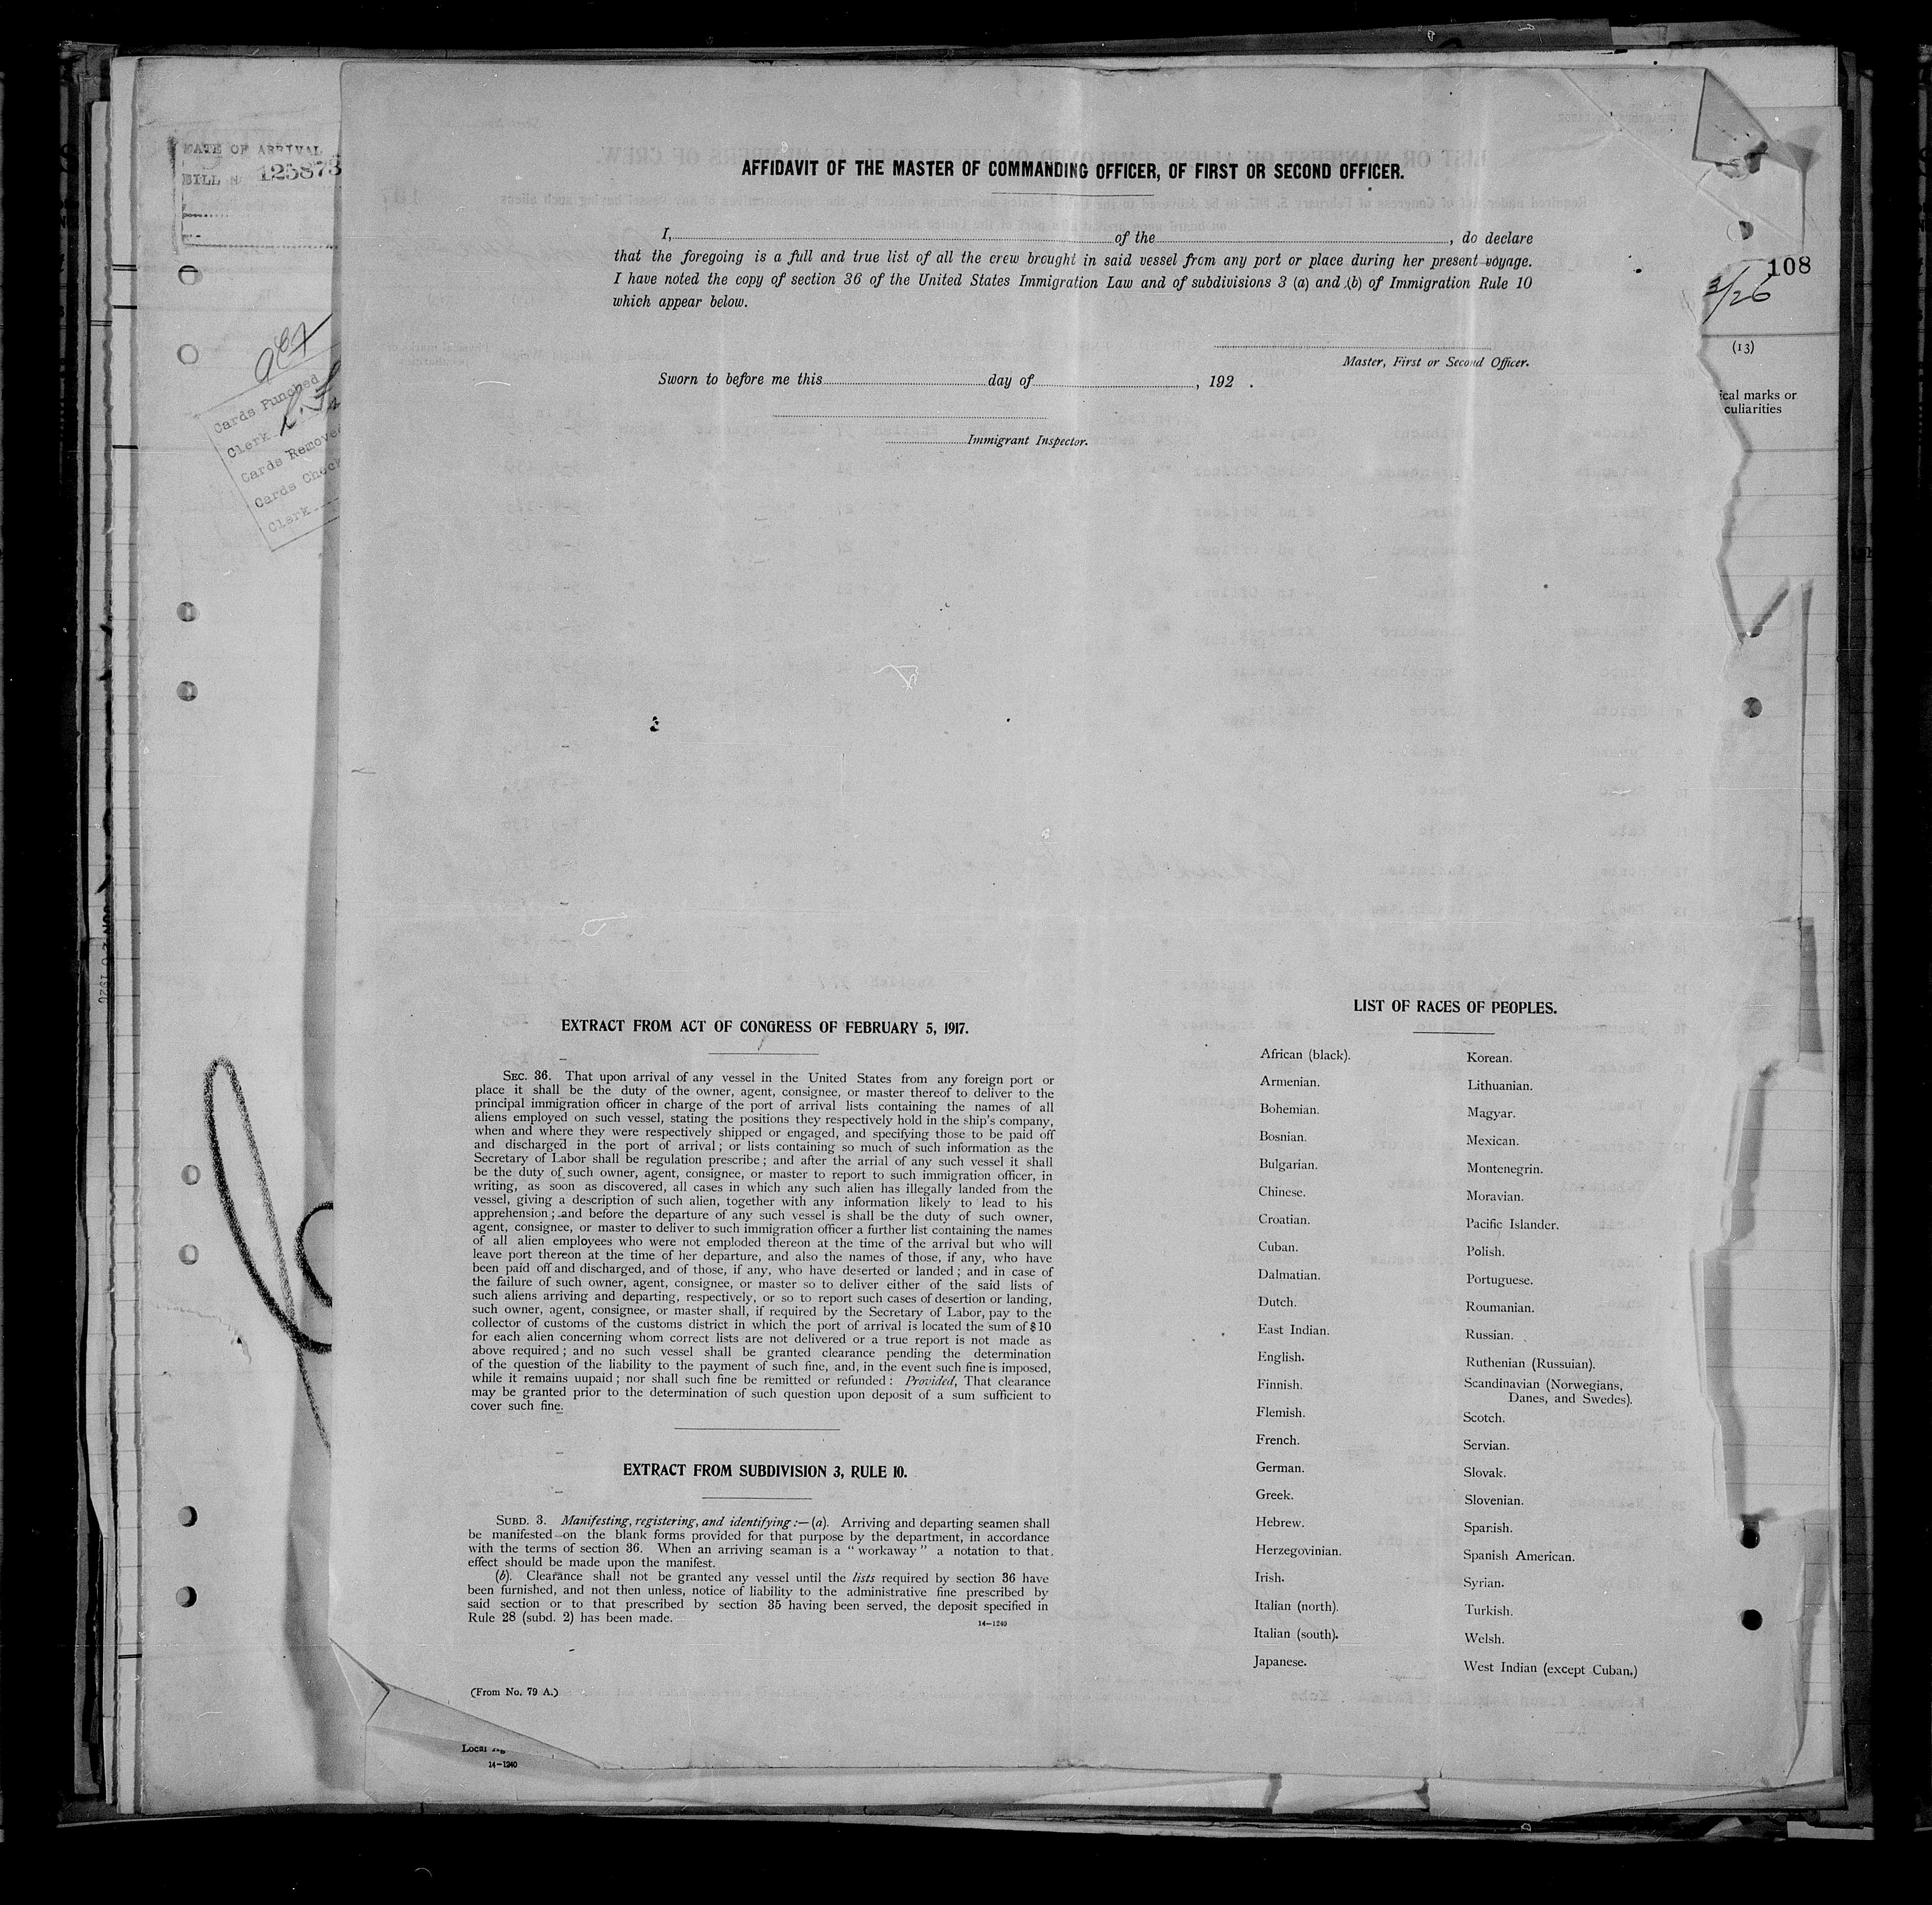 DATE OF ARRIVAL
BILL N 125873
AFFIDAVIT OF THE MASTER OF COMMANDING OFFICER, OF FIRST OR SECOND OFFICER.
I, of the , do declare
that the foregoing is a full and true list of all the crew brought in said vessel from any port or place during her present voyage.
I have noted the copy of section 36 of the United States Immigration Law and of subdivisions 3 (a) and (b) of Immigration Rule 10
which appear below.
Master, First or Second Officer.
Sworn to before me this day of , 192 .
Immigrant Inspector.
108
3/26
(13)
ical marks or
culiarities
Cards Punched
Clerk
Cards Removed
Cards Check
Clerk
JUN 26 1926
EXTRACT FROM ACT OF CONGRESS OF FEBRUARY 5, 1917.
SEC. 36. That upon arrival of any vessel in the United States from any foreign port or
place it shall be the duty of the owner, agent, consignee, or master thereof to deliver to the
principal immigration officer in charge of the port of arrival lists containing the names of all
aliens employed on such vessel, stating the positions they respectively hold in the ship's company,
when and where they were respectively shipped or engaged, and specifying those to be paid off
and discharged in the port of arrival ; or lists containing so much of such information as the
Secretary of Labor shall be regulation prescribe ; and after the arrial of any such vessel it shall
be the duty of such owner, agent, consignee, or master to report to such immigration officer, in
writing, as soon as discovered, all cases in which any such alien has illegally landed from the
vessel, giving a description of such alien, together with any information likely to lead to his
apprehension ; and before the departure of any such vessel is shall be the duty of such owner,
agent, consignee, or master to deliver to such immigration officer a further list containing the names
of all alien employees who were not emploded thereon at the time of the arrival but who will
leave port thereon at the time of her departure, and also the names of those, if any, who have
been paid off and discharged, and of those, if any, who have deserted or landed ; and in case of
the failure of such owner, agent, consignee, or master so to deliver either of the said lists of
such aliens arriving and departing, respectively, or so to report such cases of desertion or landing,
such owner, agent, consignee, or master shall, if required by the Secretary of Labor, pay to the
collector of customs of the customs district in which the port of arrival is located the sum of $10
for each alien concerning whom correct lists are not delivered or a true report is not made as
above required ; and no such vessel shall be granted clearance pending the determination
of the question of the liability to the payment of such fine, and, in the event such fine is imposed,
while it remains uupaid ; nor shall such fine be remitted or refunded : Provided, That clearance
may be granted prior to the determination of such question upon deposit of a sum sufficient to
cover such fine.
EXTRACT FROM SUBDIVISION 3, RULE 10.
SUBD. 3. Manifesting, registering, and identifying :— (a). Arriving and departing seamen shall
be manifested on the blank forms provided for that purpose by the department, in accordance
with the terms of section 36. When an arriving seaman is a " workaway " a notation to that
effect should be made upon the manifest.
(b). Clearance shall not be granted any vessel until the lists required by section 36 have
been furnished, and not then unless, notice of liability to the administrative fine prescribed by
said section or to that prescribed by section 35 having been served, the deposit specified in
Rule 28 (subd. 2) has been made.
14—1240
(From No. 79 A.)
Local Ag
14—1240
LIST OF RACES OF PEOPLES.
African (black).
Armenian.
Bohemian.
Bosnian.
Bulgarian.
Chinese.
Croatian.
Cuban.
Dalmatian.
Dutch.
East Indian.
English.
Finnish.
Flemish.
French.
German.
Greek.
Hebrew.
Herzegovinian.
Irish.
Italian (north).
Italian (south).
Japanese.
Korean.
Lithuanian.
Magyar.
Mexican.
Montenegrin.
Moravian.
Pacific Islander.
Polish.
Portuguese.
Roumanian.
Russian.
Ruthenian (Russuian).
Scandinavian (Norwegians,
Danes, and Swedes).
Scotch.
Servian.
Slovak.
Slovenian.
Spanish.
Spanish American.
Syrian.
Turkish.
Welsh.
West Indian (except Cuban.)